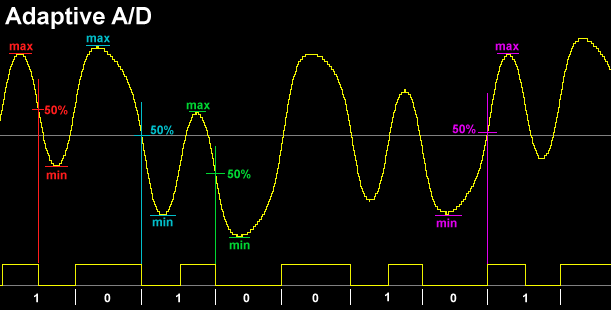 Adaptive A/D
max max max max
50% 50% 50% 50%
min min min min
1 0 1 0 0 1 0 1